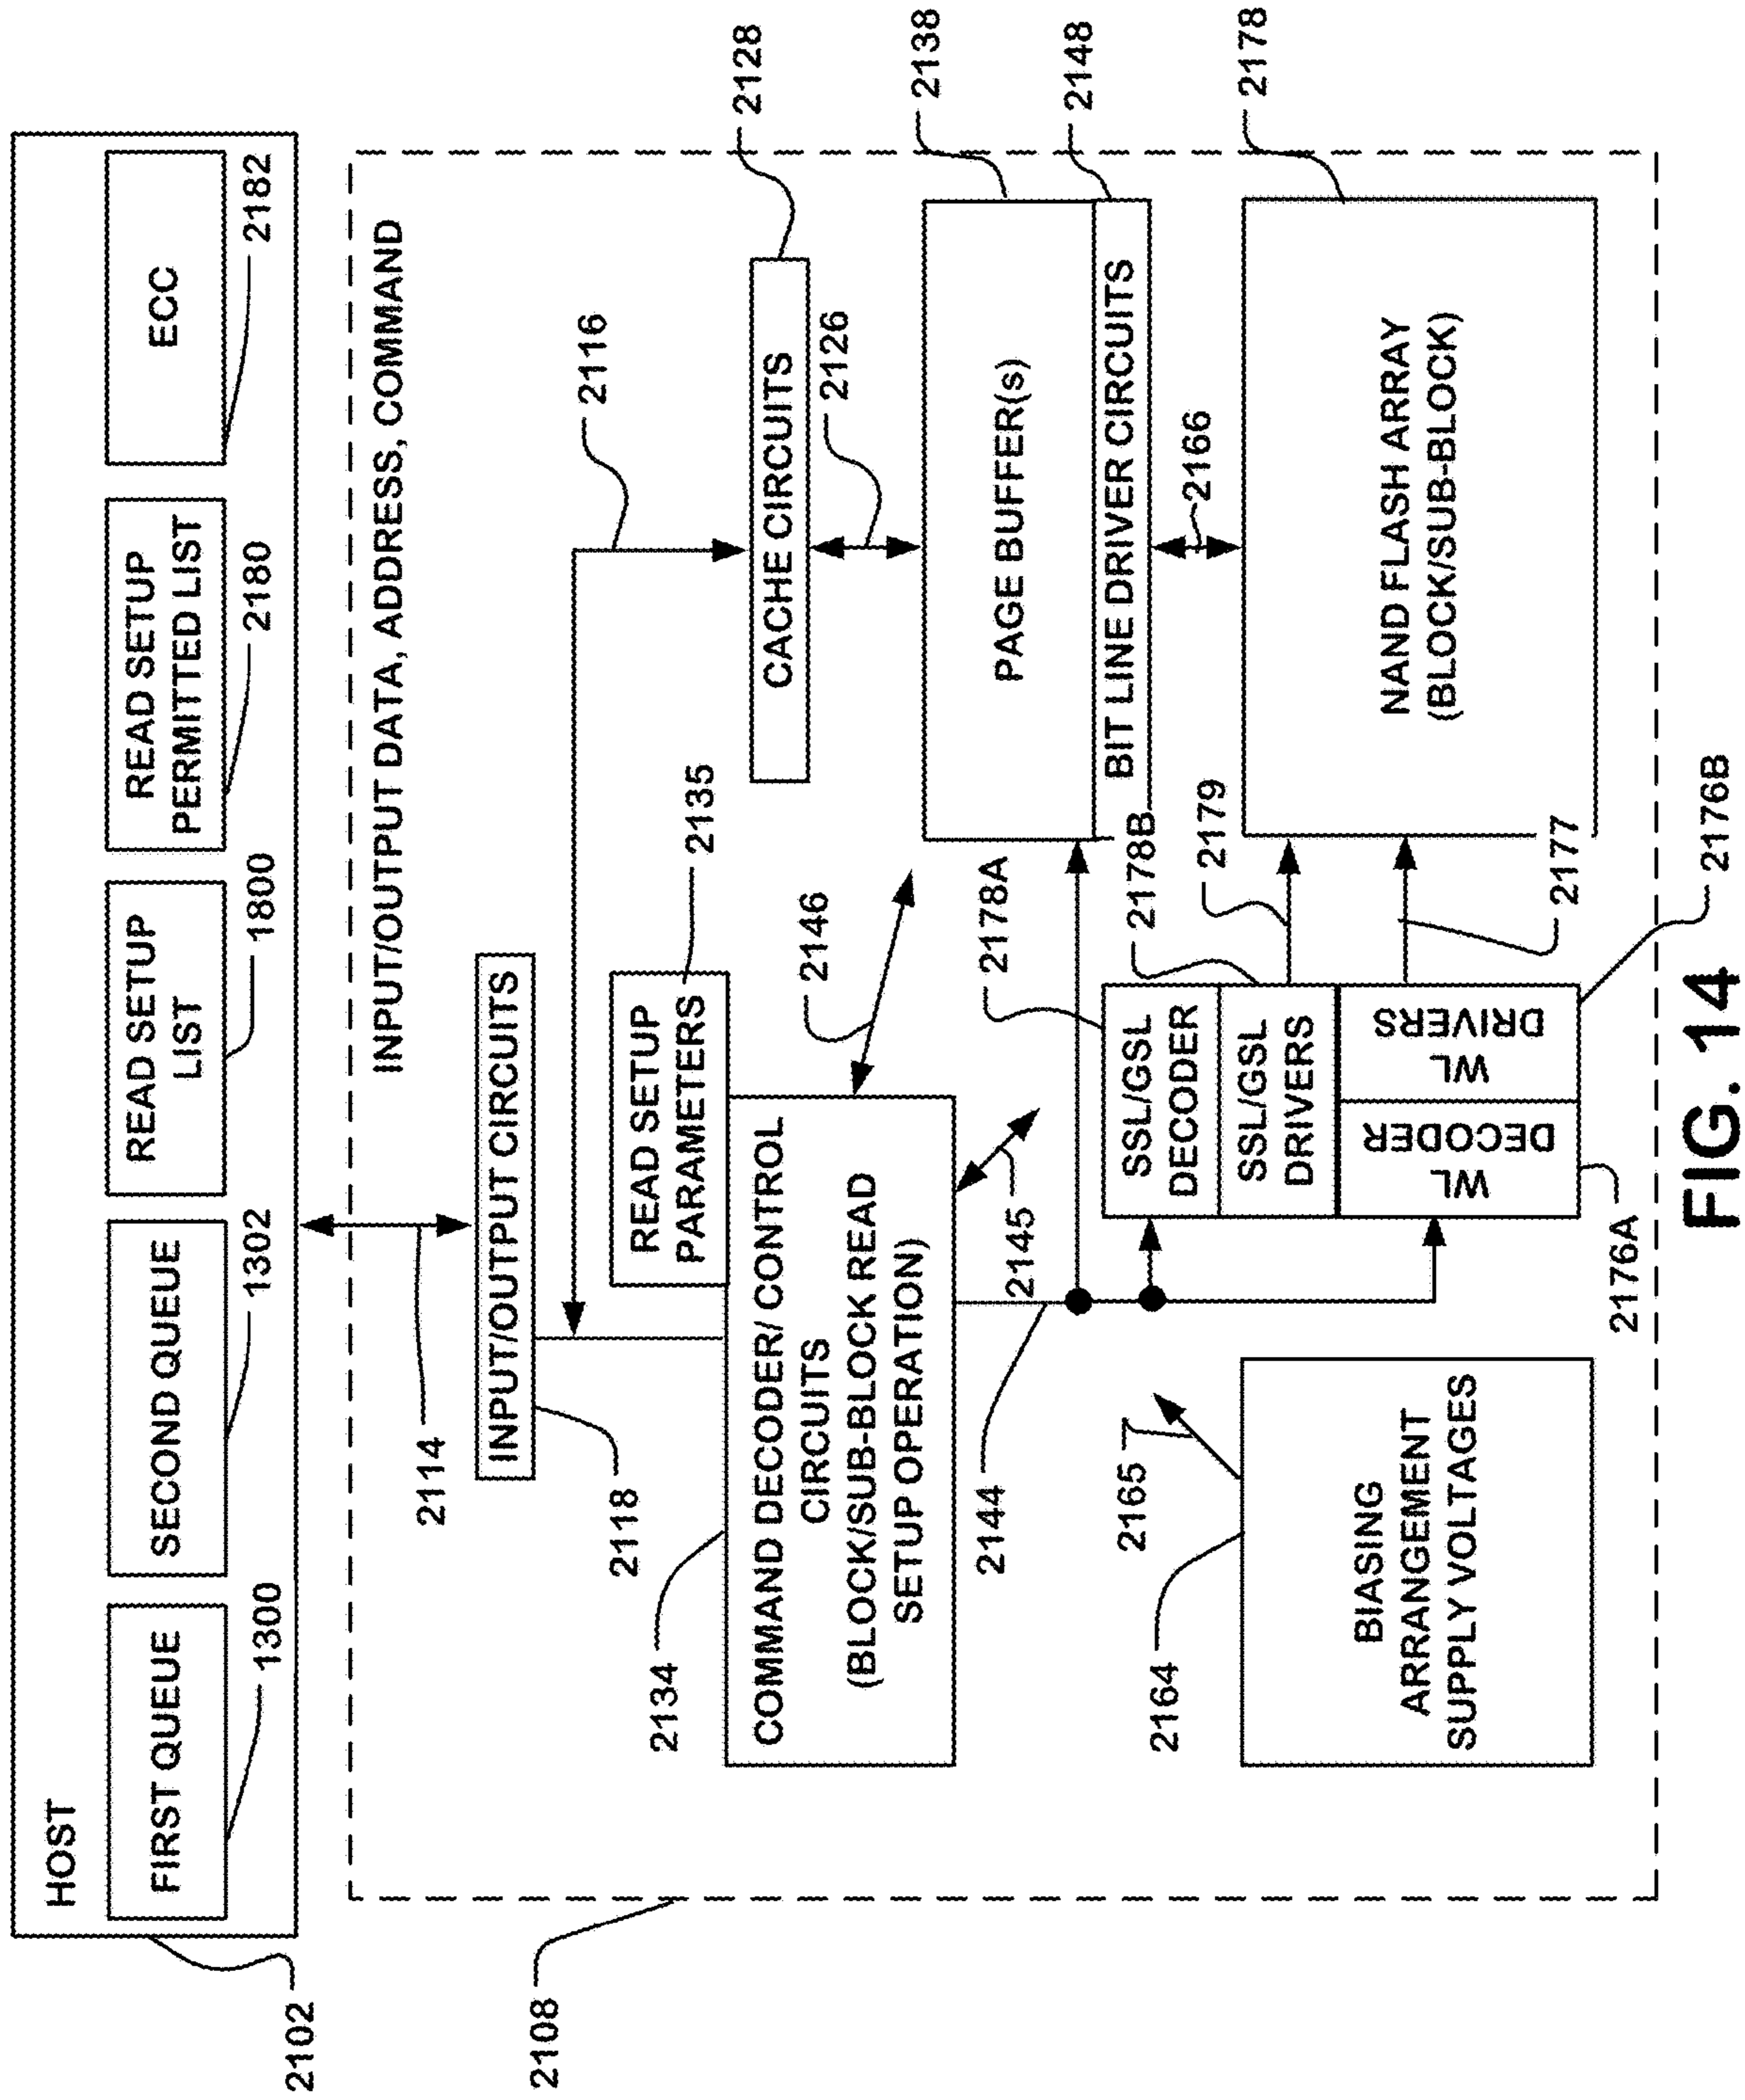 HOST
FIRST QUEUE
1300
SECOND QUEUE
1302
READ SETUP
LIST
1800
READ SETUP
PERMITTED LIST
2180
ECC
2182
2102
2108
2114
INPUT/OUTPUT DATA, ADDRESS, COMMAND
INPUT/OUTPUT CIRCUITS
2118
2116
READ SETUP
PARAMETERS
2135
CACHE CIRCUITS
2128
2126
2134
COMMAND DECODER/ CONTROL
CIRCUITS
(BLOCK/SUB-BLOCK READ
SETUP OPERATION)
2146
2145
2144
PAGE BUFFER(s)
2138
BIT LINE DRIVER CIRCUITS
2148
2166
2165
2164
BIASING
ARRANGEMENT
SUPPLY VOLTAGES
SSL/GSL
DECODER
2178A
SSL/GSL
DRIVERS
2178B
2179
WL
DECODER
2176A
WL
DRIVERS
2176B
2177
NAND FLASH ARRAY
(BLOCK/SUB-BLOCK)
2178
FIG. 14